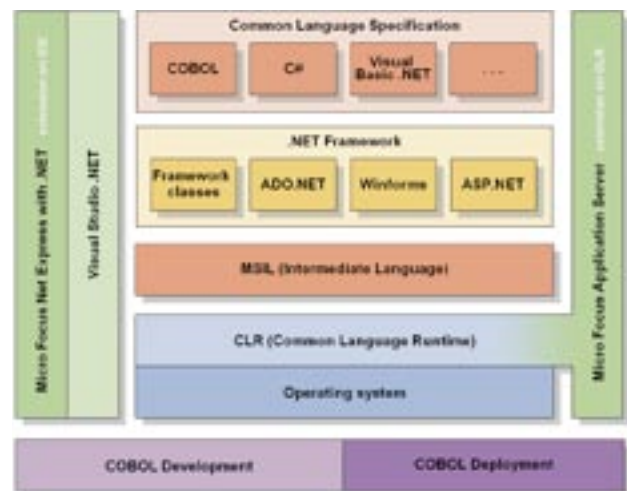 Common Language Specification
COBOL
C#
Visual
Basic .NET
. . .
.NET Framework
Framework
classes
ADO.NET
Winforms
ASP.NET
MSIL (Intermediate Language)
CLR (Common Language Runtime)
Operating system
Micro Focus Net Express with .NET
Visual Studio .NET
Micro Focus Application Server
COBOL Development
COBOL Deployment